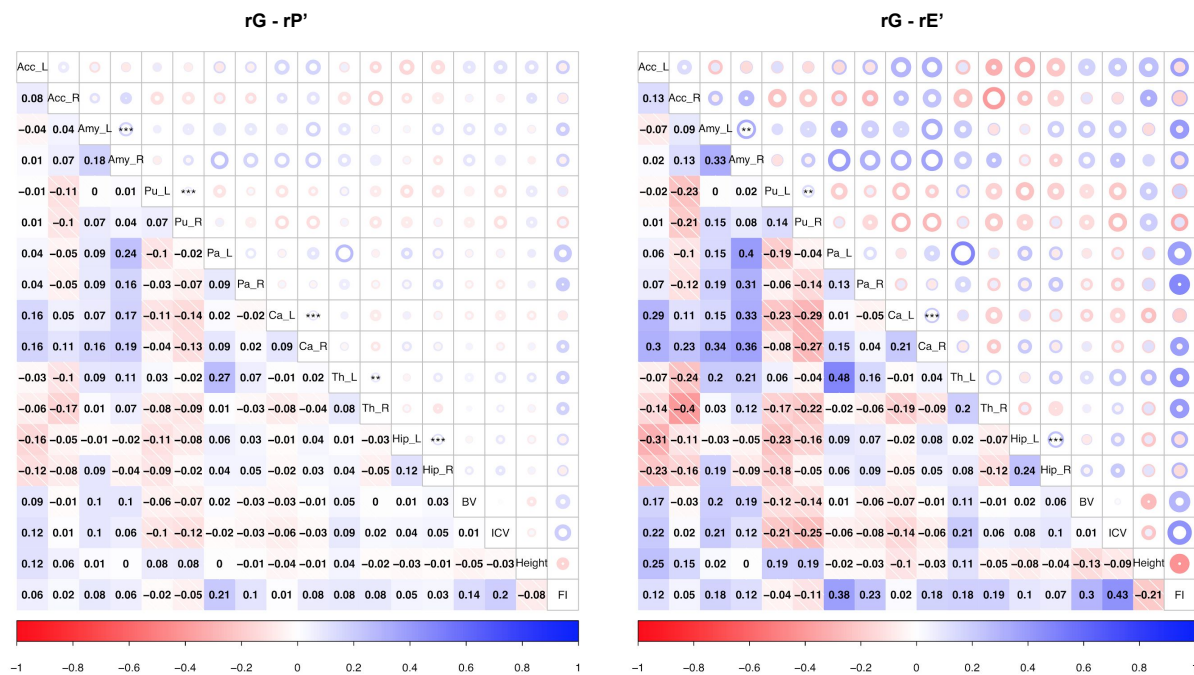 rG - rP’ rG - rE’
Acc_L Acc_L
0.08 Acc_R 0.13 Acc_R
−0.04 0.04 Amy_L *** −0.07 0.09 Amy_L **
0.01 0.07 0.18 Amy_R 0.02 0.13 0.33 Amy_R
−0.01 −0.11 0 0.01 Pu_L *** −0.02 −0.23 0 0.02 Pu_L **
0.01 −0.1 0.07 0.04 0.07 Pu_R 0.01 −0.21 0.15 0.08 0.14 Pu_R
0.04 −0.05 0.09 0.24 −0.1 −0.02 Pa_L 0.06 −0.1 0.15 0.4 −0.19 −0.04 Pa_L
0.04 −0.05 0.09 0.16 −0.03 −0.07 0.09 Pa_R 0.07 −0.12 0.19 0.31 −0.06 −0.14 0.13 Pa_R
0.16 0.05 0.07 0.17 −0.11 −0.14 0.02 −0.02 Ca_L *** 0.29 0.11 0.15 0.33 −0.23 −0.29 0.01 −0.05 Ca_L ***
0.16 0.11 0.16 0.19 −0.04 −0.13 0.09 0.02 0.09 Ca_R 0.3 0.23 0.34 0.36 −0.08 −0.27 0.15 0.04 0.21 Ca_R
−0.03 −0.1 0.09 0.11 0.03 −0.02 0.27 0.07 −0.01 0.02 Th_L ** −0.07 −0.24 0.2 0.21 0.06 −0.04 0.48 0.16 −0.01 0.04 Th_L
−0.06 −0.17 0.01 0.07 −0.08 −0.09 0.01 −0.03 −0.08 −0.04 0.08 Th_R −0.14 −0.4 0.03 0.12 −0.17 −0.22 −0.02 −0.06 −0.19 −0.09 0.2 Th_R
−0.16 −0.05 −0.01 −0.02 −0.11 −0.08 0.06 0.03 −0.01 0.04 0.01 −0.03 Hip_L *** −0.31 −0.11 −0.03 −0.05 −0.23 −0.16 0.09 0.07 −0.02 0.08 0.02 −0.07 Hip_L ***
−0.12 −0.08 0.09 −0.04 −0.09 −0.02 0.04 0.05 −0.02 0.03 0.04 −0.05 0.12 Hip_R −0.23 −0.16 0.19 −0.09 −0.18 −0.05 0.06 0.09 −0.05 0.05 0.08 −0.12 0.24 Hip_R
0.09 −0.01 0.1 0.1 −0.06 −0.07 0.02 −0.03 −0.03 −0.01 0.05 0 0.01 0.03 BV 0.17 −0.03 0.2 0.19 −0.12 −0.14 0.01 −0.06 −0.07 −0.02 0.11 −0.01 0.02 0.06 BV
0.12 0.01 0.1 0.06 −0.1 −0.12 −0.02 −0.03 −0.05 −0.03 0.09 0.02 0.04 0.05 0.01 ICV 0.22 0.02 0.21 0.12 −0.21 −0.25 −0.06 −0.08 −0.14 −0.06 0.21 0.06 0.08 0.1 0.01 ICV
0.12 0.06 0.01 0 0.08 0.08 0 −0.01 −0.04 −0.01 0.04 −0.02 −0.03 −0.01 −0.05 −0.03 Height 0.25 0.15 0.02 0 0.19 0.19 −0.02 −0.03 −0.1 −0.03 0.11 −0.05 −0.08 −0.04 −0.13 −0.09 Height
0.06 0.02 0.08 0.06 −0.02 −0.05 0.21 0.1 0.01 0.08 0.08 0.08 0.05 0.03 0.14 0.2 −0.08 FI 0.12 0.05 0.18 0.12 −0.04 −0.11 0.38 0.23 0.02 0.18 0.18 0.19 0.1 0.07 0.3 0.43 −0.21 FI
−1 −0.8 −0.6 −0.4 −0.2 0 0.2 0.4 0.6 0.8 1 −1 −0.8 −0.6 −0.4 −0.2 0 0.2 0.4 0.6 0.8 1